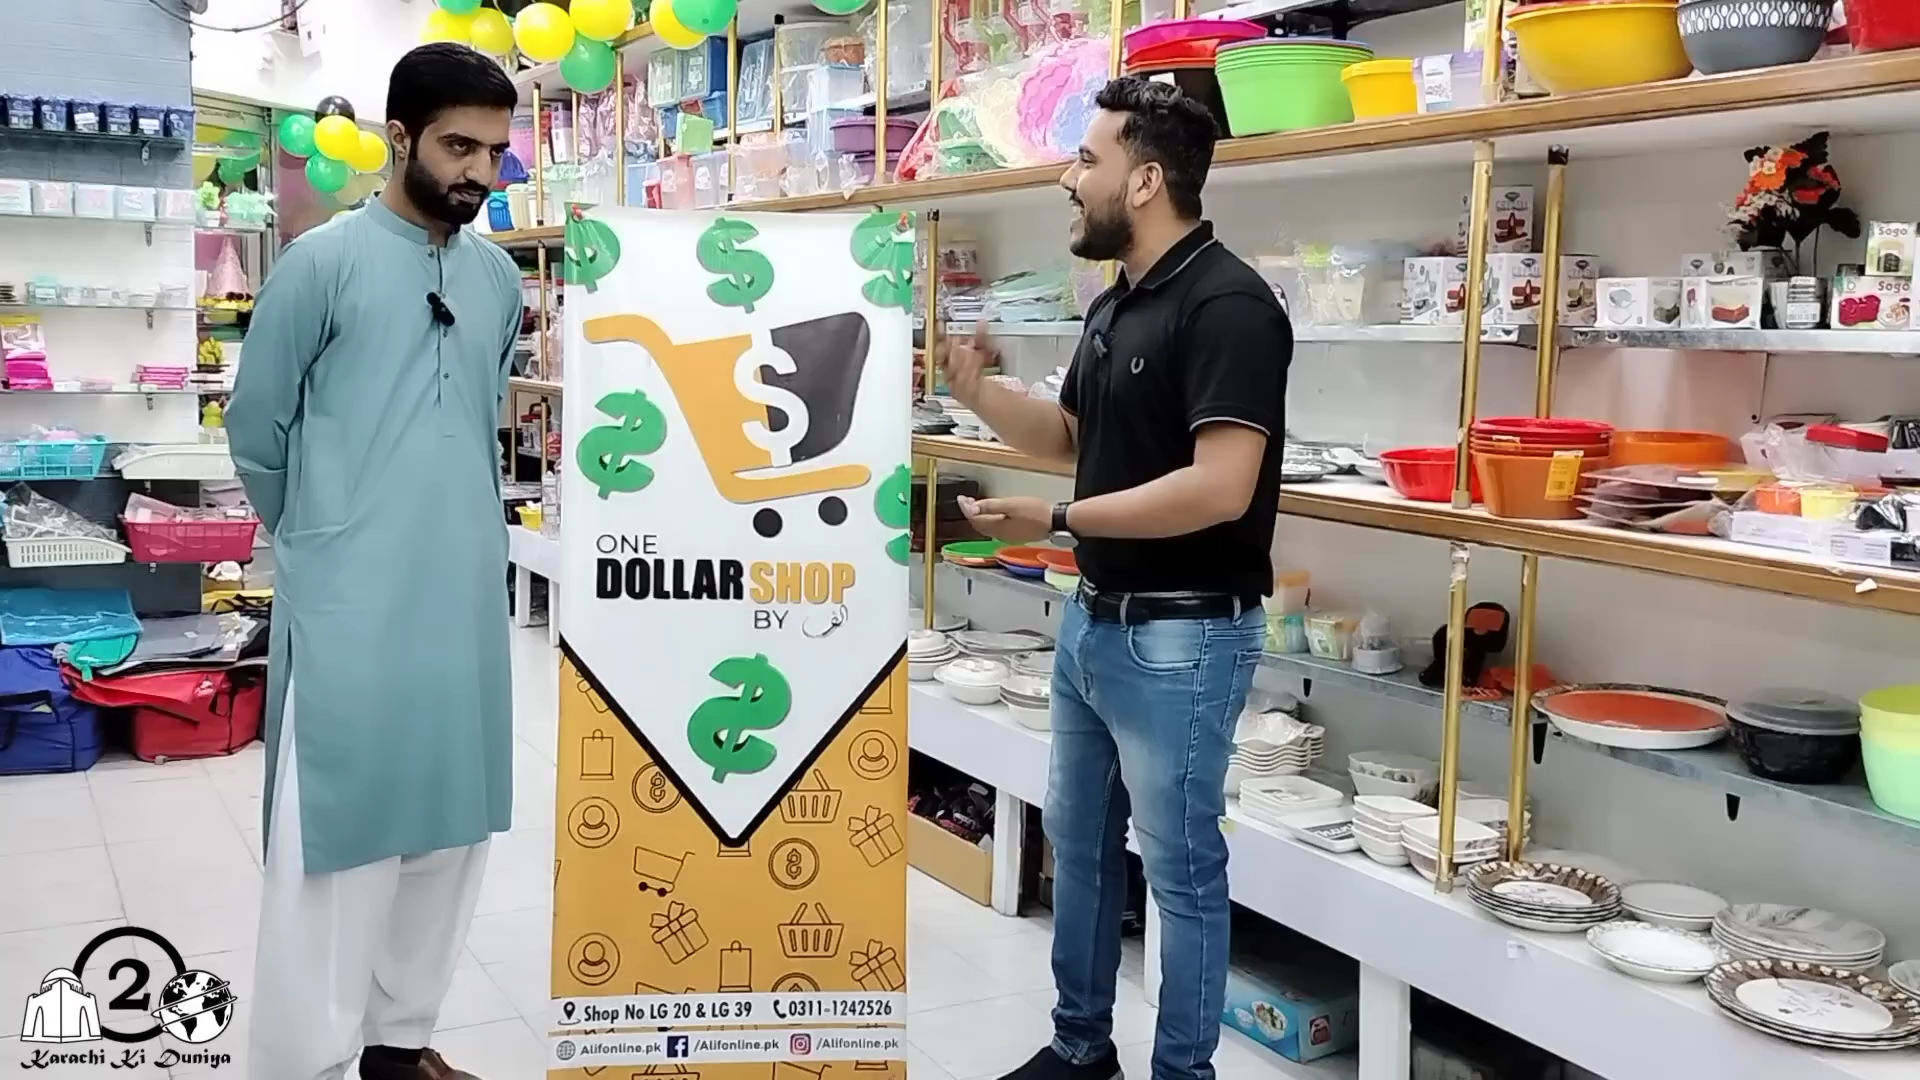 ONE
DOLLAR SHOP
BY الف
Shop No LG 20 & LG 39 0311-1242526
Alifonline.pk /Alifonline.pk /Alifonline.pk
Sogo
Sogo
2
Karachi Ki Duniya